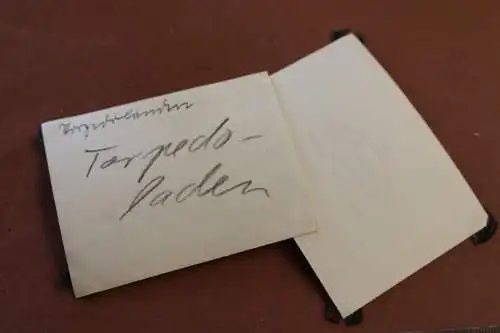 Torpedo-
laden